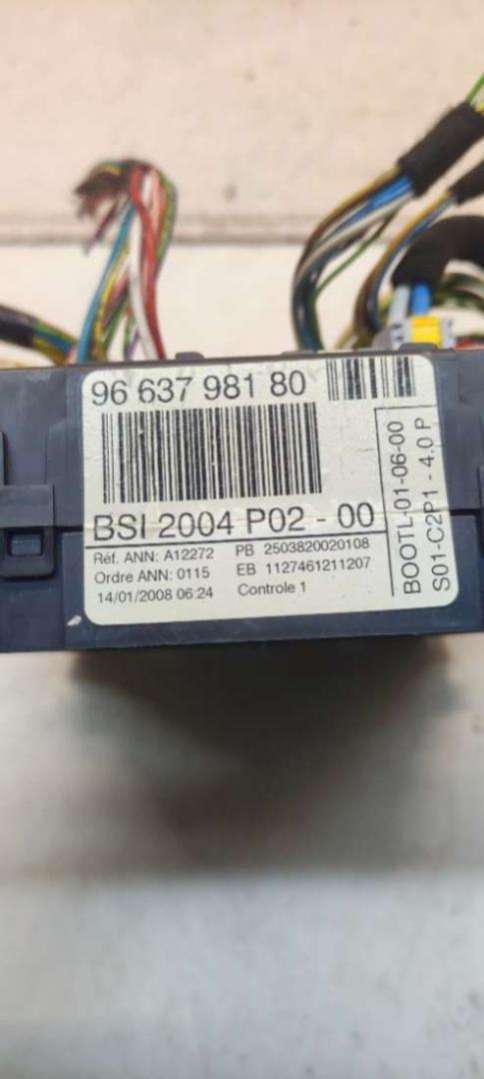 96 637 981 80
BSI 2004 P02 - 00
Réf. ANN: A12272 PB 2503820020108
Ordre ANN: 0115 EB 1127461211207
14/01/2008 06:24 Controle 1
BOOTL-01-06-00
S01-C2P1 - 4.0 P